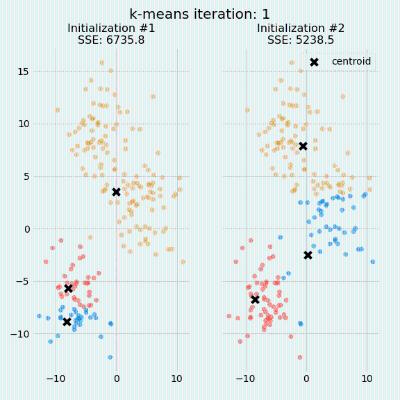 k-means iteration: 1
Initialization #1
SSE: 6735.8
Initialization #2
SSE: 5238.5
centroid
15
10
5
0
−5
−10
−10 0 10
−10 0 10